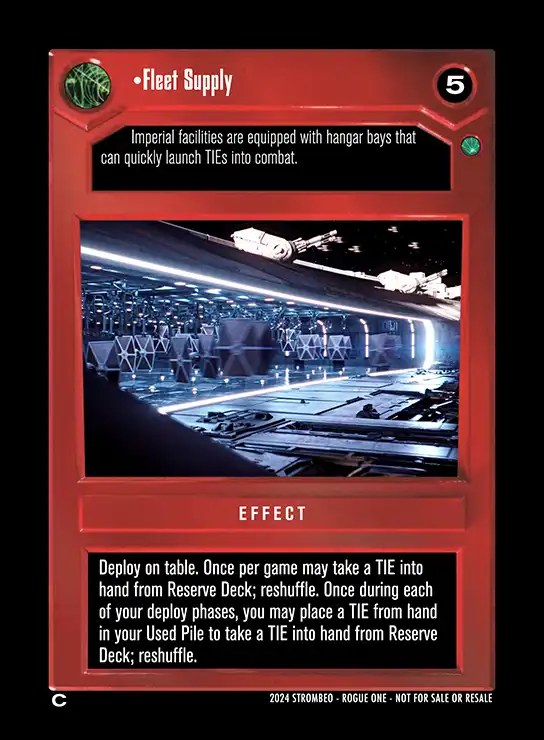 •Fleet Supply
5
Imperial facilities are equipped with hangar bays that
can quickly launch TIEs into combat.
EFFECT
Deploy on table. Once per game may take a TIE into
hand from Reserve Deck; reshuffle. Once during each
of your deploy phases, you may place a TIE from hand
in your Used Pile to take a TIE into hand from Reserve
Deck; reshuffle.
C
2024 STROMBEO - ROGUE ONE - NOT FOR SALE OR RESALE